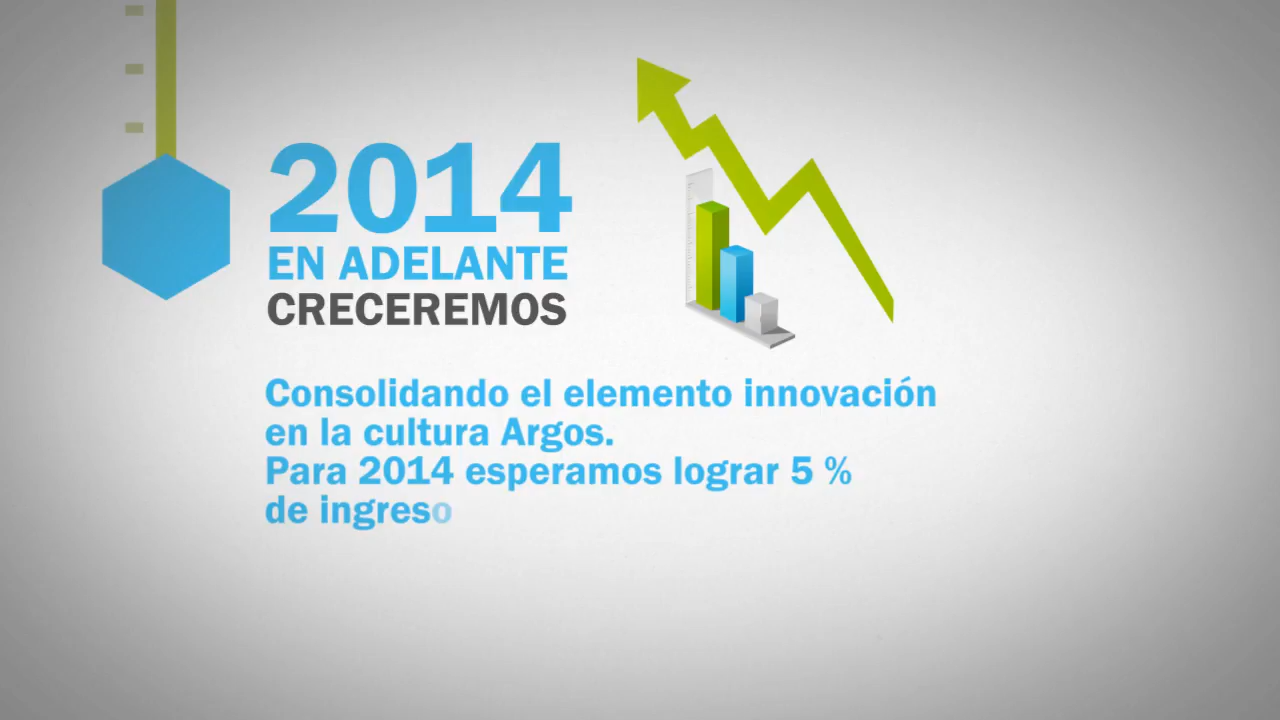 2014
EN ADELANTE
CRECEREMOS
Consolidando el elemento innovación
en la cultura Argos.
Para 2014 esperamos lograr 5 %
de ingreso